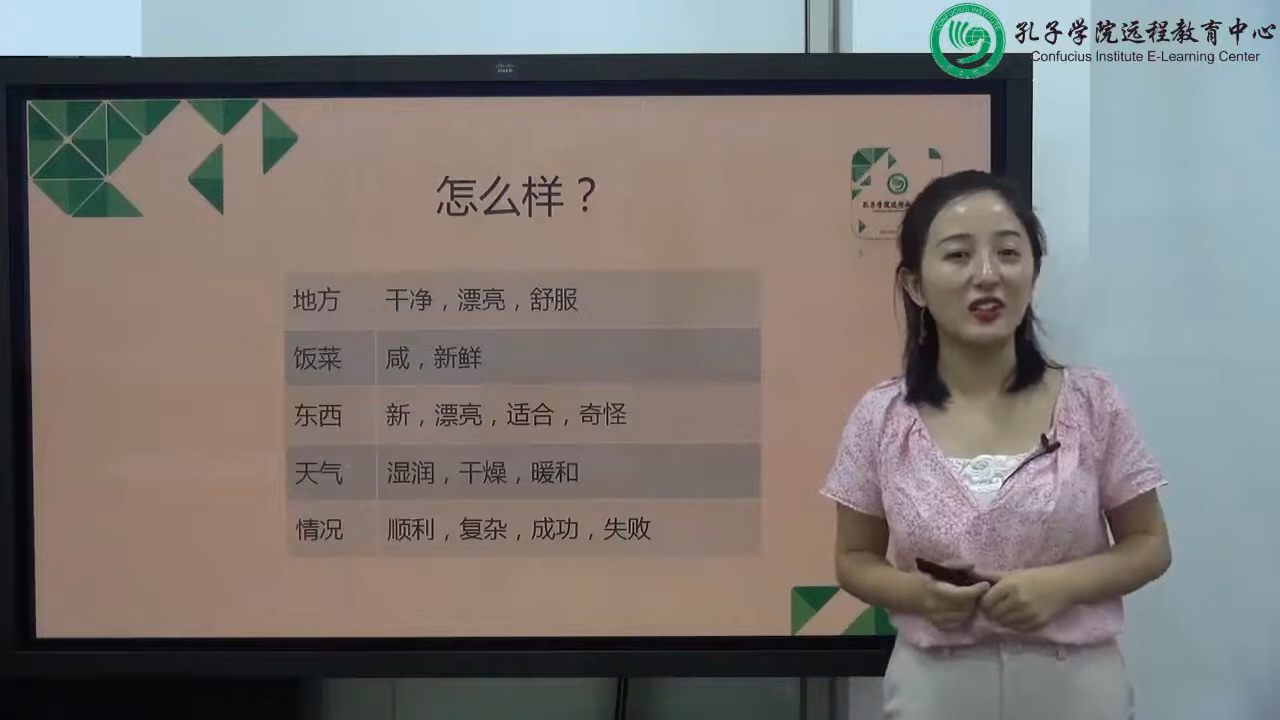 孔子学院远程教育中心
Confucius Institute E-Learning Center
CISCO
怎么样？
地方 干净，漂亮，舒服
饭菜 咸，新鲜
东西 新，漂亮，适合，奇怪
天气 湿润，干燥，暖和
情况 顺利，复杂，成功，失败